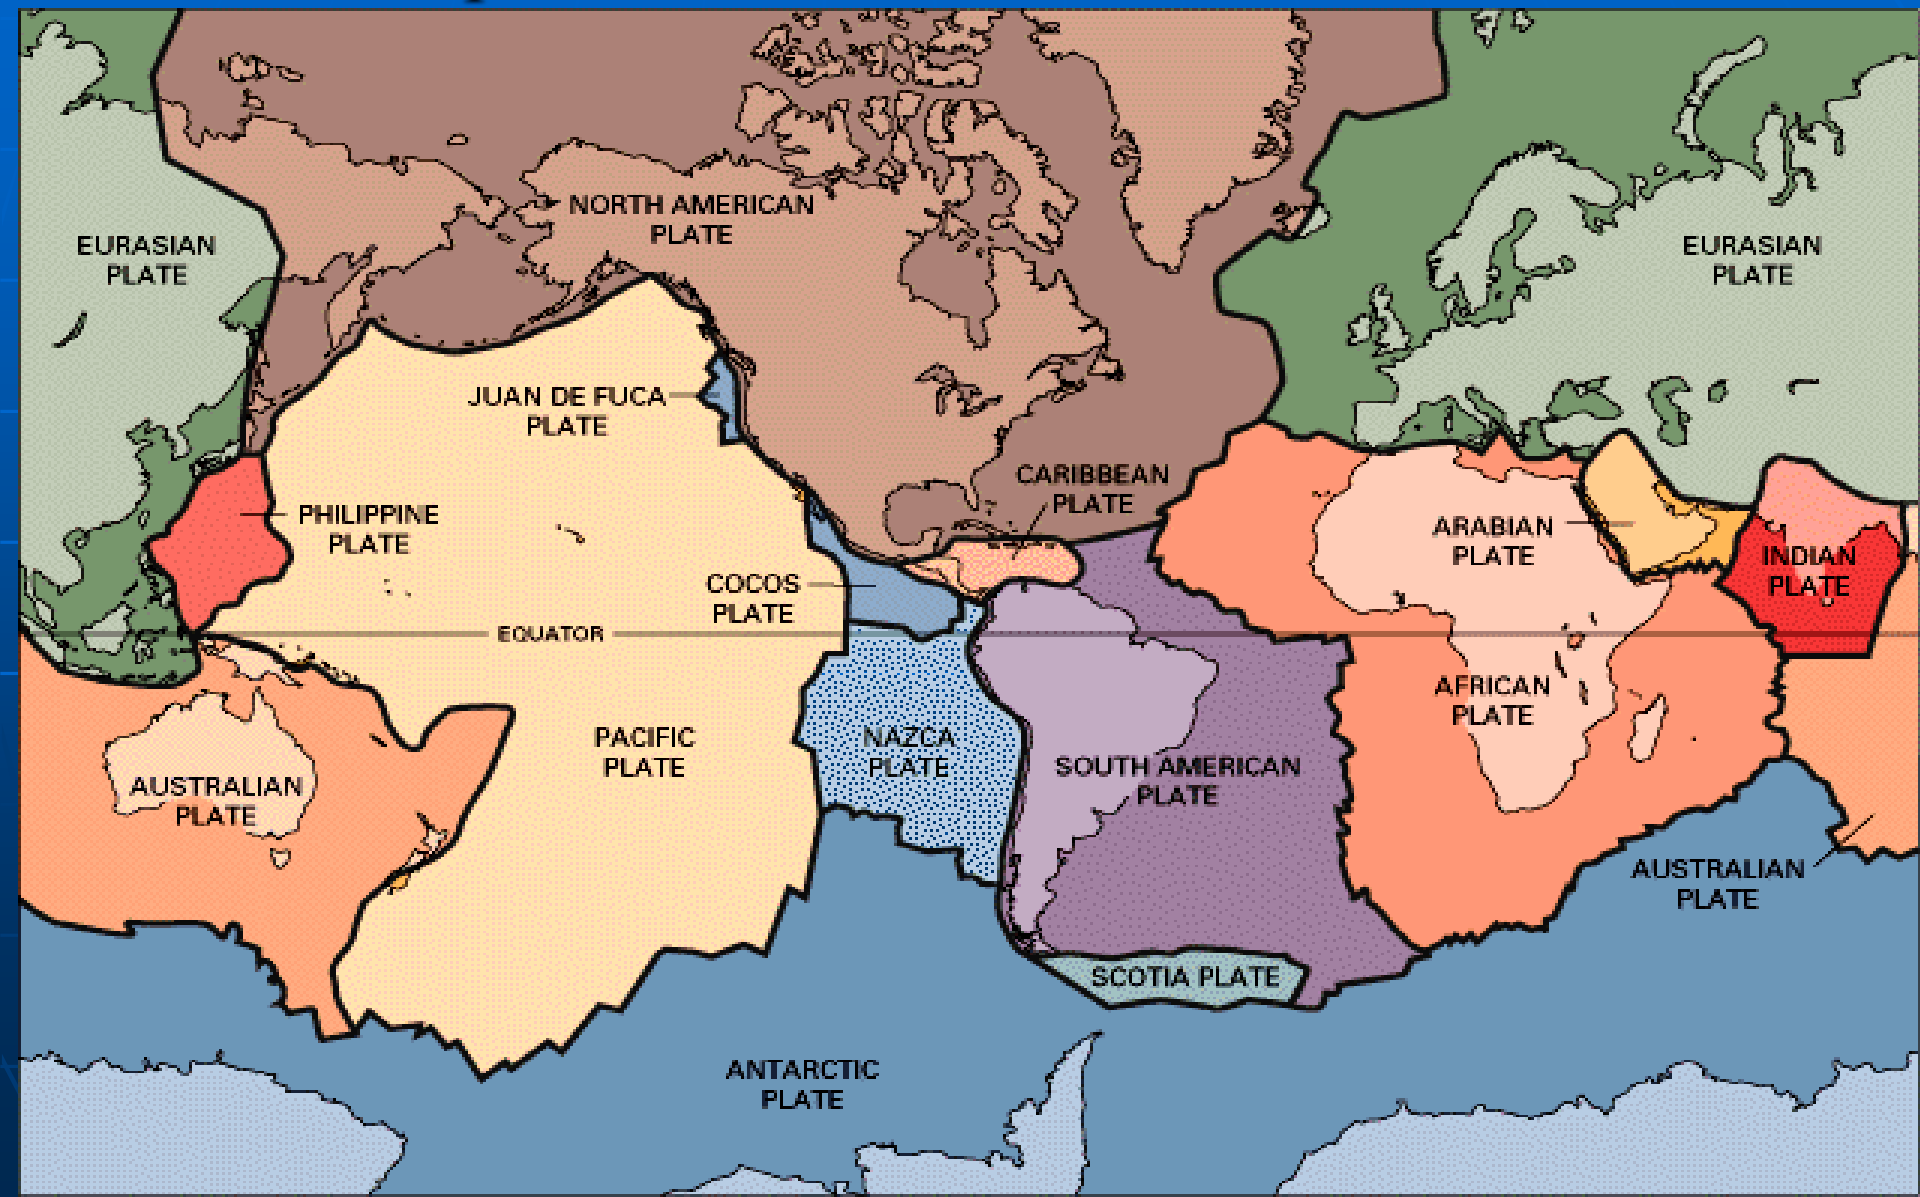 NORTH AMERICAN
PLATE
EURASIAN
PLATE
EURASIAN
PLATE
JUAN DE FUCA
PLATE
CARIBBEAN
PLATE
PHILIPPINE
PLATE
ARABIAN
PLATE
INDIAN
PLATE
COCOS
PLATE
EQUATOR
AFRICAN
PLATE
PACIFIC
PLATE
NAZCA
PLATE
SOUTH AMERICAN
PLATE
AUSTRALIAN
PLATE
AUSTRALIAN
PLATE
SCOTIA PLATE
ANTARCTIC
PLATE